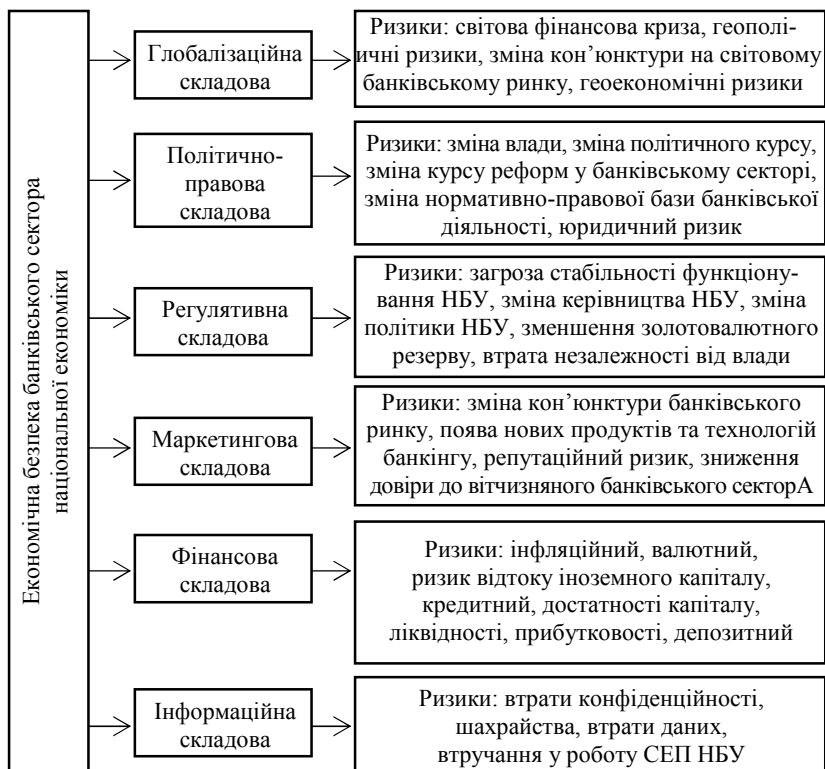 Економічна безпека банківського сектора
національної економіки
Глобалізаційна
складова
Ризики: світова фінансова криза, геополі-
ичні ризики, зміна кон’юнктури на світовому
банківському ринку, геоекономічні ризики
Політично-
правова
складова
Ризики: зміна влади, зміна політичного курсу,
зміна курсу реформ у банківському секторі,
зміна нормативно-правової бази банківської
діяльності, юридичний ризик
Регулятивна
складова
Ризики: загроза стабільності функціону-
вання НБУ, зміна керівництва НБУ, зміна
політики НБУ, зменшення золотовалютного
резерву, втрата незалежності від влади
Маркетингова
складова
Ризики: зміна кон’юнктури банківського
ринку, поява нових продуктів та технологій
банкінгу, репутаційний ризик, зниження
довіри до вітчизняного банківського секторА
Фінансова
складова
Ризики: інфляційний, валютний,
ризик відтоку іноземного капіталу,
кредитний, достатності капіталу,
ліквідності, прибутковості, депозитний
Інформаційна
складова
Ризики: втрати конфіденційності,
шахрайства, втрати даних,
втручання у роботу СЕП НБУ